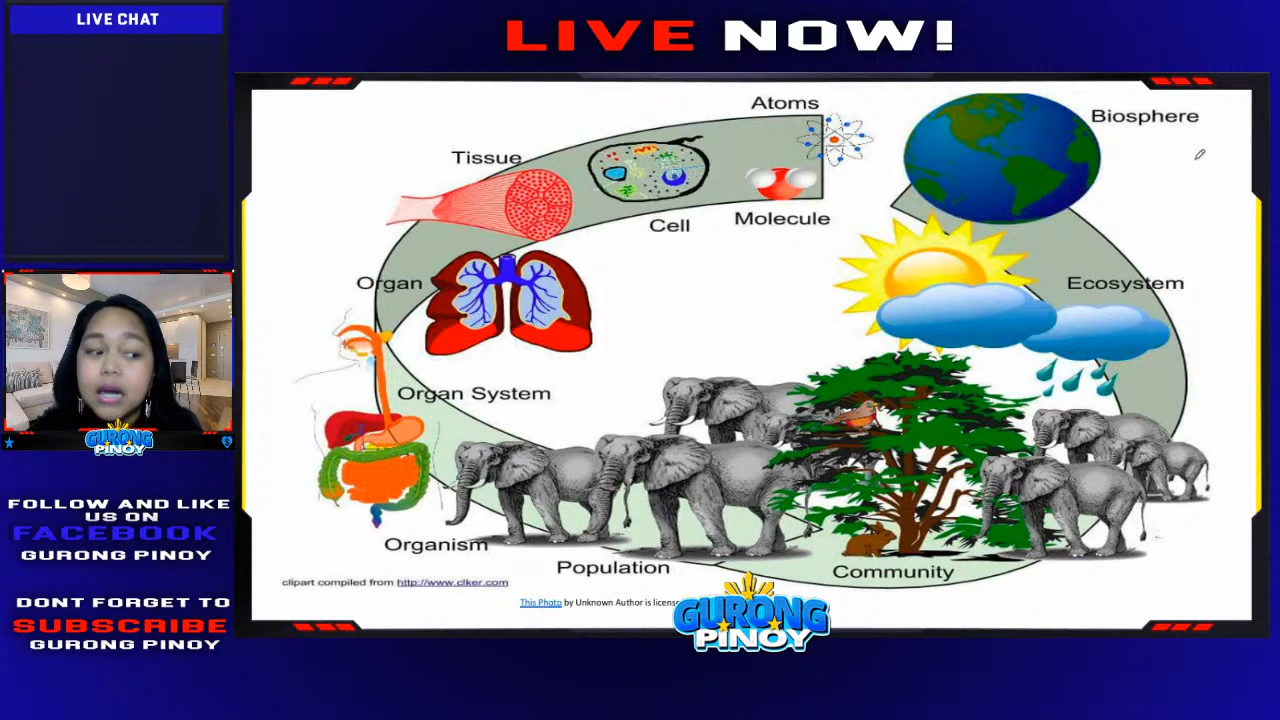 LIVE CHAT
LIVE NOW!
Atoms
Biosphere
Tissue
Cell
Molecule
Organ
Ecosystem
Organ System
Organism
Population
Community
clipart compiled from http://www.clker.com
This Photo by Unknown Author is license
GURONG
PINOY
GURONG
PINOY
FOLLOW AND LIKE
US ON
FACEBOOK
GURONG PINOY
DONT FORGET TO
SUBSCRIBE
GURONG PINOY